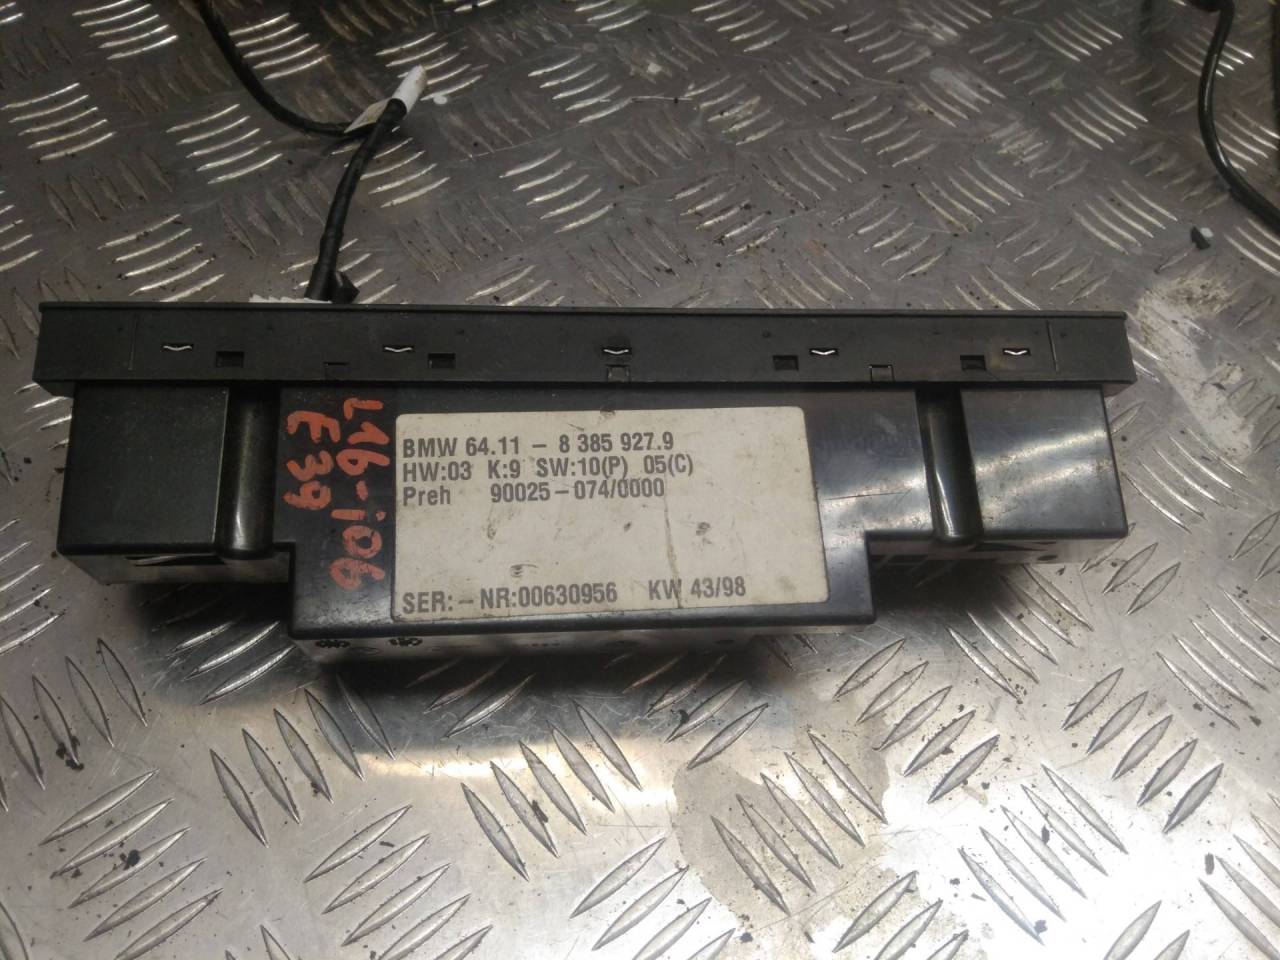 L16-i06
E39
BMW 64.11 - 8 385 927.9
HW:03 K:9 SW:10(P) 05(C)
Preh 90025-074/0000
SER: - NR:00630956 KW 43/98